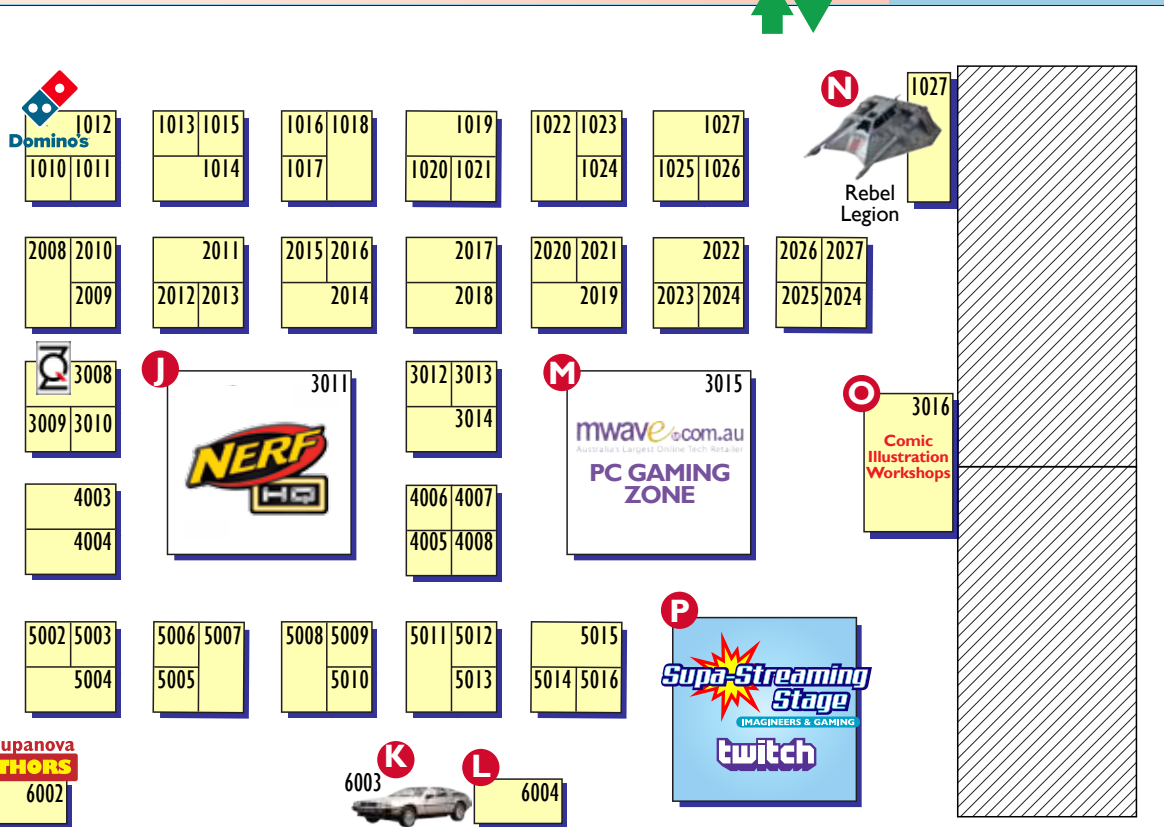 N
1027
1012
Domino's
1010 1011
1013 1015
1014
1016 1018
1017
1019
1020 1021
1022 1023
1024
1027
1025 1026
Rebel
Legion
2008 2010
2009
2011
2012 2013
2015 2016
2014
2017
2018
2020 2021
2019
2022
2023 2024
2026 2027
2025 2024
3008
3009 3010
J
3011
NERF
HQ
3012 3013
3014
M
3015
mwave.com.au
Australia's Largest Online Tech Retailer
PC GAMING
ZONE
O
3016
Comic
Illustration
Workshops
4003
4004
4006 4007
4005 4008
5002 5003
5004
5006 5007
5005
5008 5009
5010
5011 5012
5013
5015
5014 5016
P
Supa-Streaming
Stage
IMAGINEERS & GAMING
twitch
upanova
THORS
6002
K
6003
L
6004